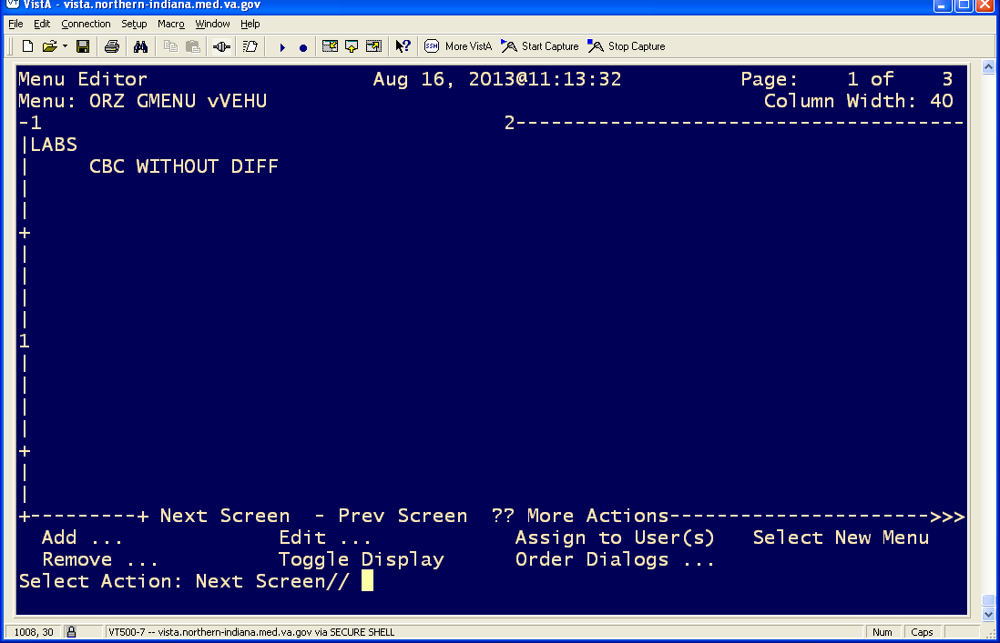 VistA - vista.northern-indiana.med.va.gov
File Edit Connection Setup Macro Window Help
SSH More VistA Start Capture Stop Capture
Menu Editor Aug 16, 2013@11:13:32 Page: 1 of 3
Menu: ORZ GMENU vVEHU Column Width: 40
-1 2--------------------------------------
|LABS
| CBC WITHOUT DIFF
|
|
+
|
|
|
|
1
|
|
|
|
+
|
|
+---------+ Next Screen - Prev Screen ?? More Actions----------------------->>>
Add ... Edit ... Assign to User(s) Select New Menu
Remove ... Toggle Display Order Dialogs ...
Select Action: Next Screen//
1008, 30 VT500-7 -- vista.northern-indiana.med.va.gov via SECURE SHELL Num Caps